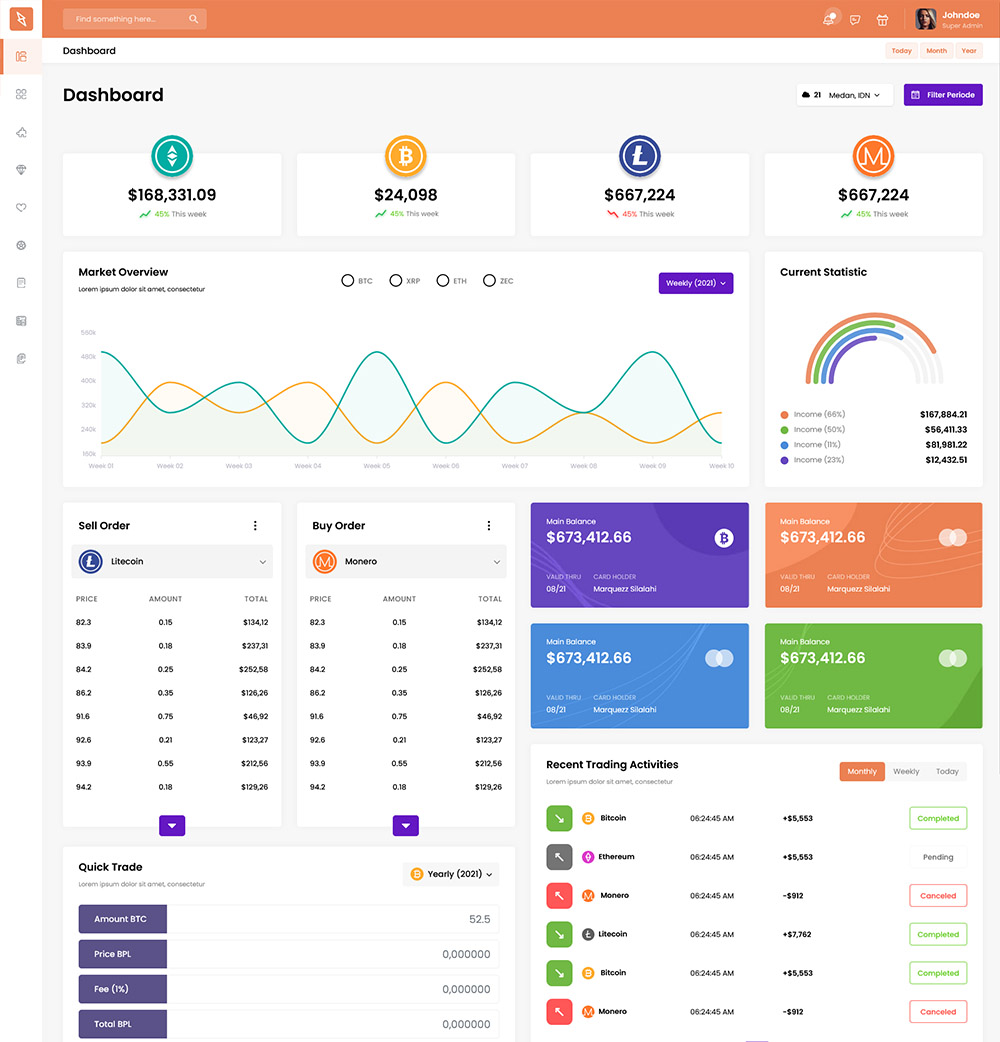 Find something here...
Johndoe
Super Admin
Dashboard
Today Month Year
Dashboard
21 Medan, IDN
Filter Periode
$168,331.09
45% This week
$24,098
45% This week
$667,224
45% This week
$667,224
45% This week
Market Overview
Lorem ipsum dolor sit amet, consectetur
BTC XRP ETH ZEC
Weekly (2021)
560k
480k
400k
320k
240k
160k
Week 01 Week 02 Week 03 Week 04 Week 05 Week 06 Week 07 Week 08 Week 09 Week 10
Current Statistic
Income (66%) $167,884.21
Income (50%) $56,411.33
Income (11%) $81,981.22
Income (23%) $12,432.51
Sell Order
Litecoin
PRICE AMOUNT TOTAL
82.3 0.15 $134,12
83.9 0.18 $237,31
84.2 0.25 $252,58
86.2 0.35 $126,26
91.6 0.75 $46,92
92.6 0.21 $123,27
93.9 0.55 $212,56
94.2 0.18 $129,26
Buy Order
Monero
PRICE AMOUNT TOTAL
82.3 0.15 $134,12
83.9 0.18 $237,31
84.2 0.25 $252,58
86.2 0.35 $126,26
91.6 0.75 $46,92
92.6 0.21 $123,27
93.9 0.55 $212,56
94.2 0.18 $129,26
Main Balance
$673,412.66
VALID THRU CARD HOLDER
08/21 Marquezz Silalahi
Main Balance
$673,412.66
VALID THRU CARD HOLDER
08/21 Marquezz Silalahi
Main Balance
$673,412.66
VALID THRU CARD HOLDER
08/21 Marquezz Silalahi
Main Balance
$673,412.66
VALID THRU CARD HOLDER
08/21 Marquezz Silalahi
Quick Trade
Lorem ipsum dolor sit amet, consectetur
Yearly (2021)
Amount BTC 52.5
Price BPL 0,000000
Fee (1%) 0,000000
Total BPL 0,000000
Recent Trading Activities
Lorem ipsum dolor sit amet, consectetur
Monthly Weekly Today
Bitcoin 06:24:45 AM +$5,553 Completed
Ethereum 06:24:45 AM +$5,553 Pending
Monero 06:24:45 AM -$912 Canceled
Litecoin 06:24:45 AM +$7,762 Completed
Bitcoin 06:24:45 AM +$5,553 Completed
Monero 06:24:45 AM -$912 Canceled